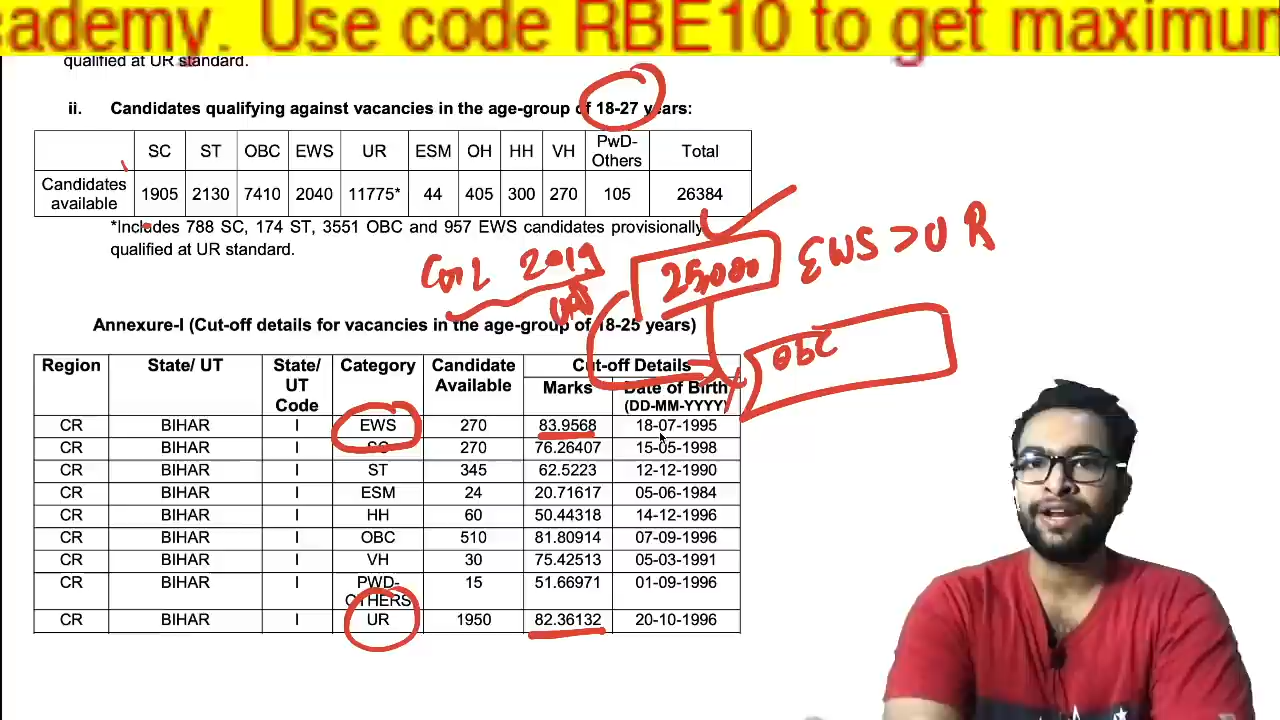 cademy. Use code RBE10 to get maximum
qualified at UR standard.
ii. Candidates qualifying against vacancies in the age-group of 18-27 years:
SC ST OBC EWS UR ESM OH HH VH PwD-Others Total
Candidates available 1905 2130 7410 2040 11775* 44 405 300 270 105 26384
*Includes 788 SC, 174 ST, 3551 OBC and 957 EWS candidates provisionally
qualified at UR standard.
2019
25,000
EWS > UR
OBC
Annexure-I (Cut-off details for vacancies in the age-group of 18-25 years)
Region State/ UT State/ UT Code Category Candidate Available Cut-off Details
Marks Date of Birth (DD-MM-YYYY)
CR BIHAR I EWS 270 83.9568 18-07-1995
CR BIHAR I SC 270 76.26407 15-05-1998
CR BIHAR I ST 345 62.5223 12-12-1990
CR BIHAR I ESM 24 20.71617 05-06-1984
CR BIHAR I HH 60 50.44318 14-12-1996
CR BIHAR I OBC 510 81.80914 07-09-1996
CR BIHAR I VH 30 75.42513 05-03-1991
CR BIHAR I PWD-OTHERS 15 51.66971 01-09-1996
CR BIHAR I UR 1950 82.36132 20-10-1996